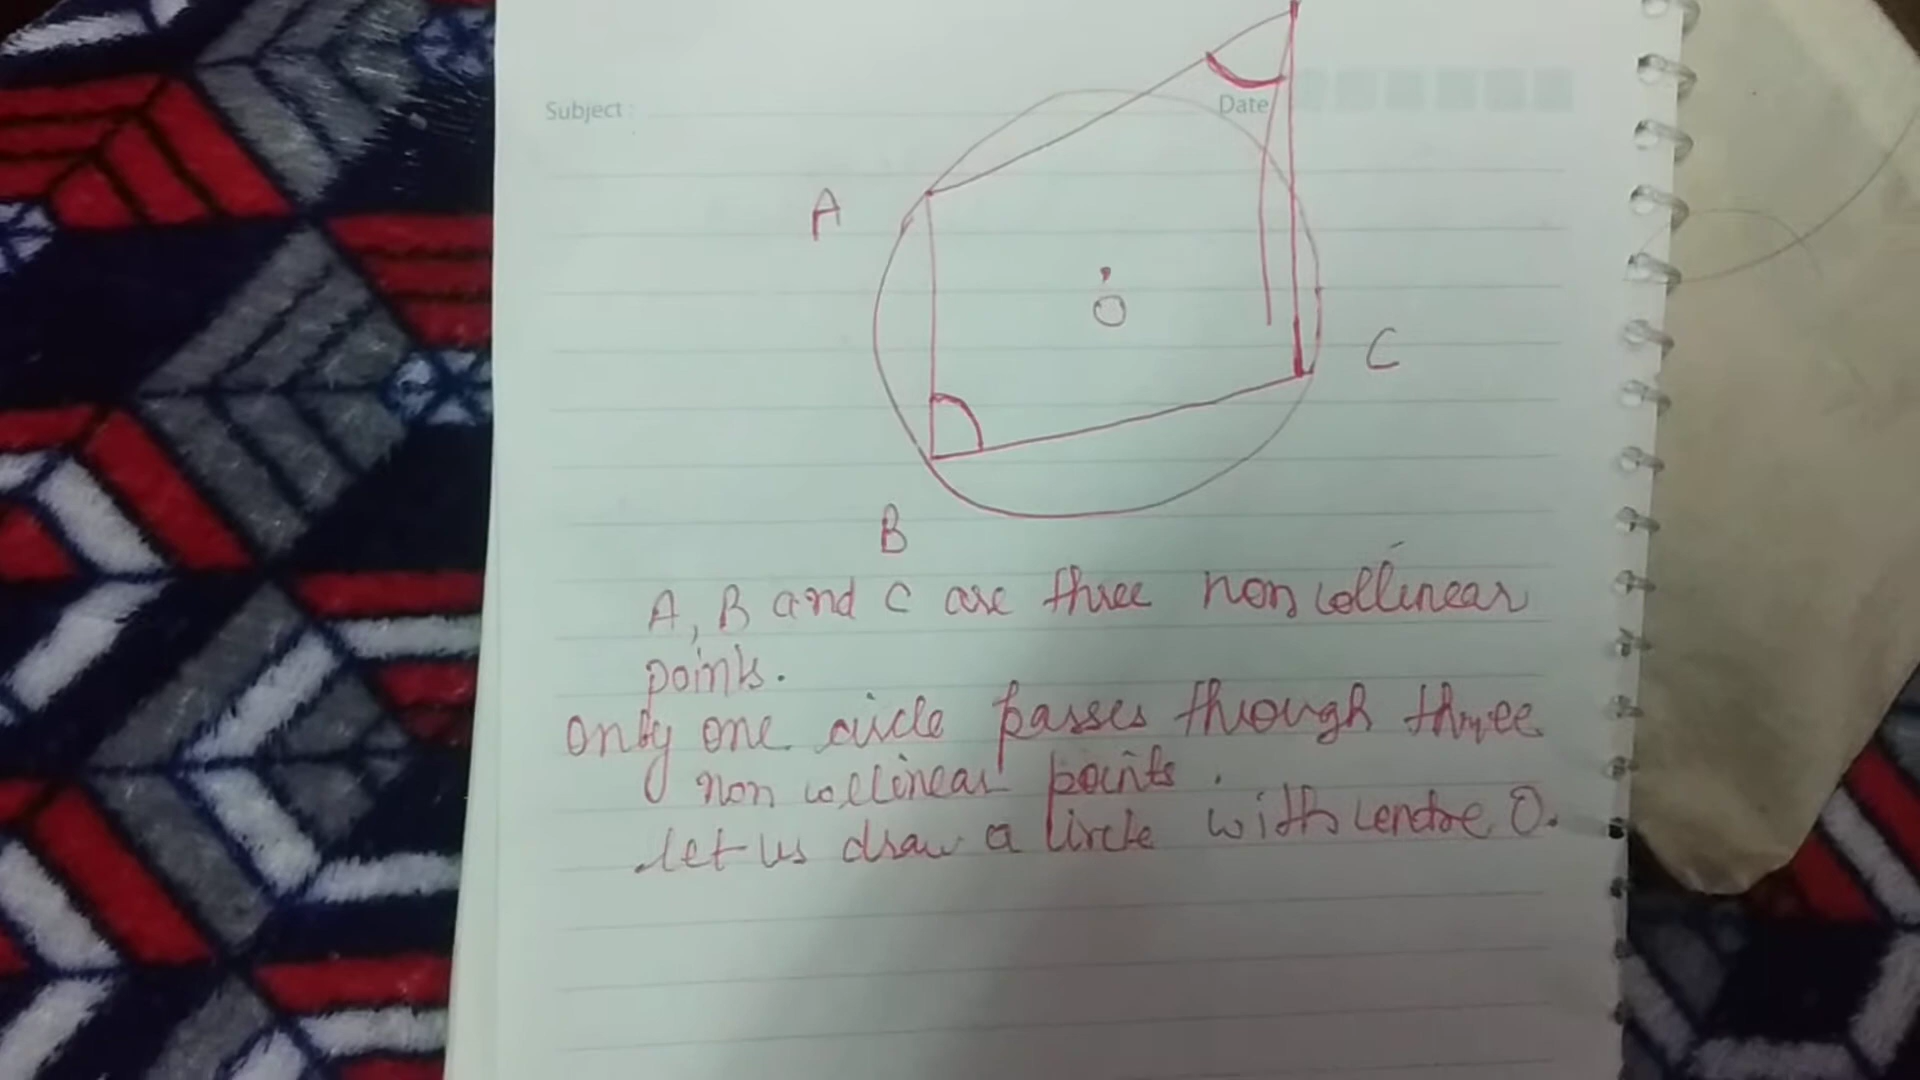 Subject :
Date
A
O
C
B
A, B and C are three non collinear
points.
only one circle passes through three
non collinear points.
let us draw a circle with centre O.